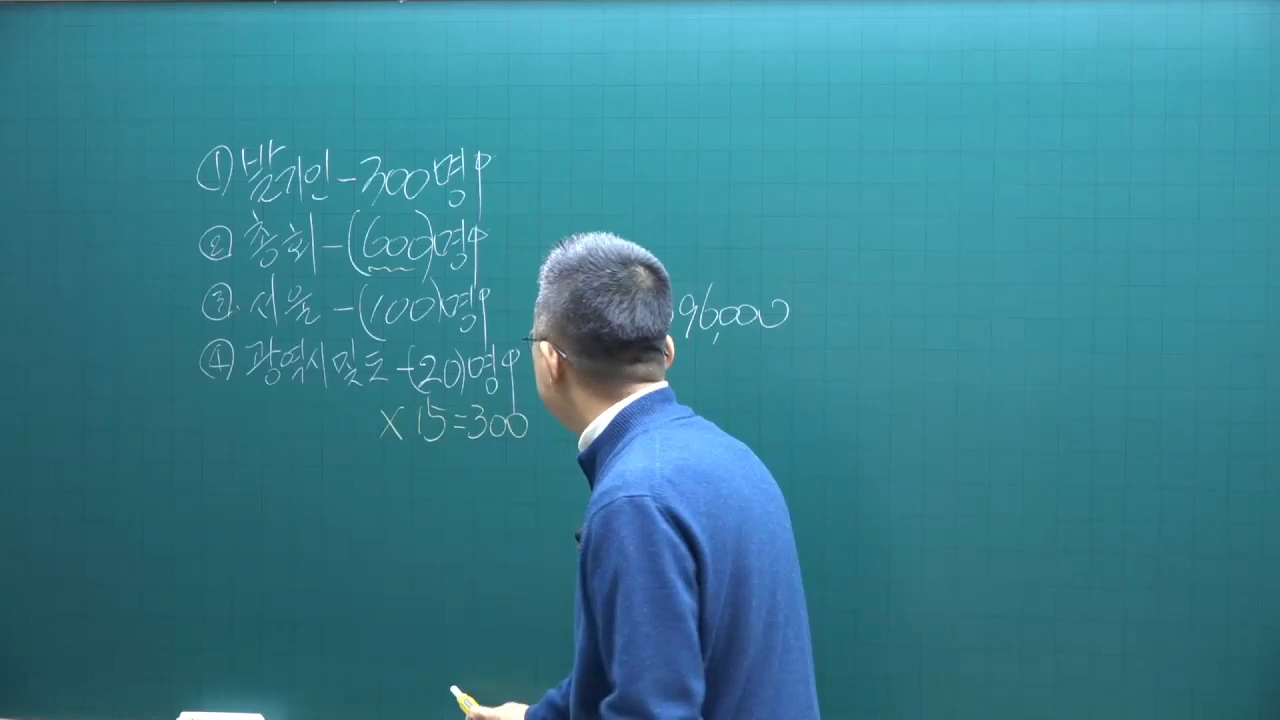 ① 발기인 - 300명↑
② 총회 - (600)명↑
③. 서울 - (100)명↑
④ 광역시 및 도 - (20)명↑
× 15 = 300
96,000